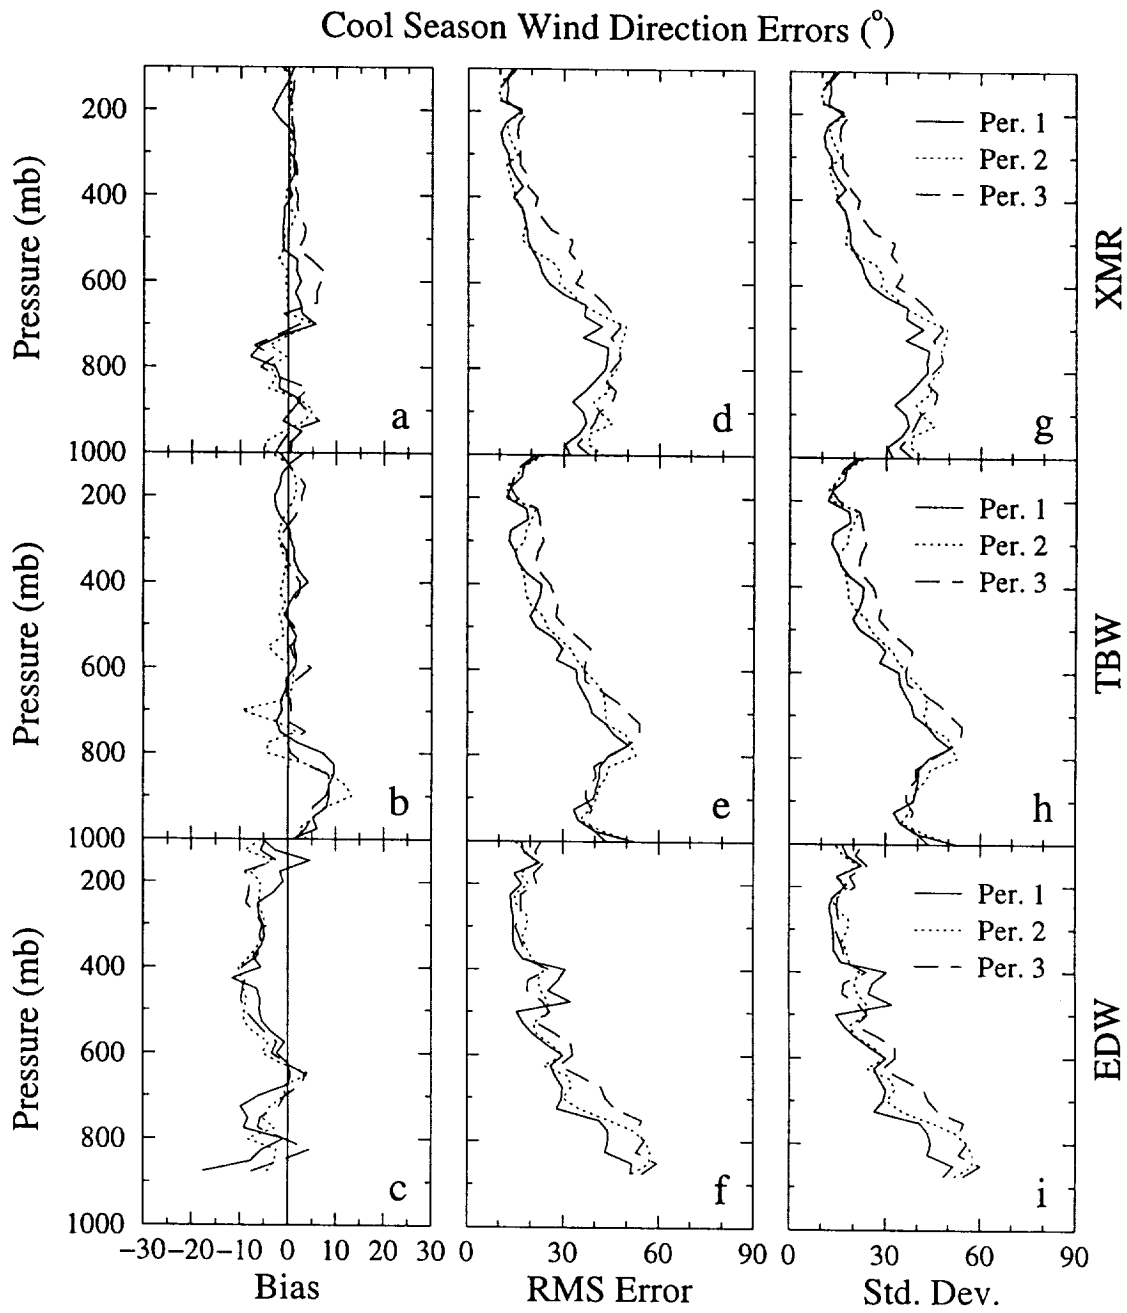 Cool Season Wind Direction Errors (°)
Pressure (mb)
200
400
600
800
1000
a
d
Per. 1
Per. 2
Per. 3
g
XMR
Pressure (mb)
200
400
600
800
1000
b
e
Per. 1
Per. 2
Per. 3
h
TBW
Pressure (mb)
200
400
600
800
1000
c
f
Per. 1
Per. 2
Per. 3
i
EDW
−30 −20 −10 0 10 20 30
0 30 60 90
0 30 60 90
Bias
RMS Error
Std. Dev.